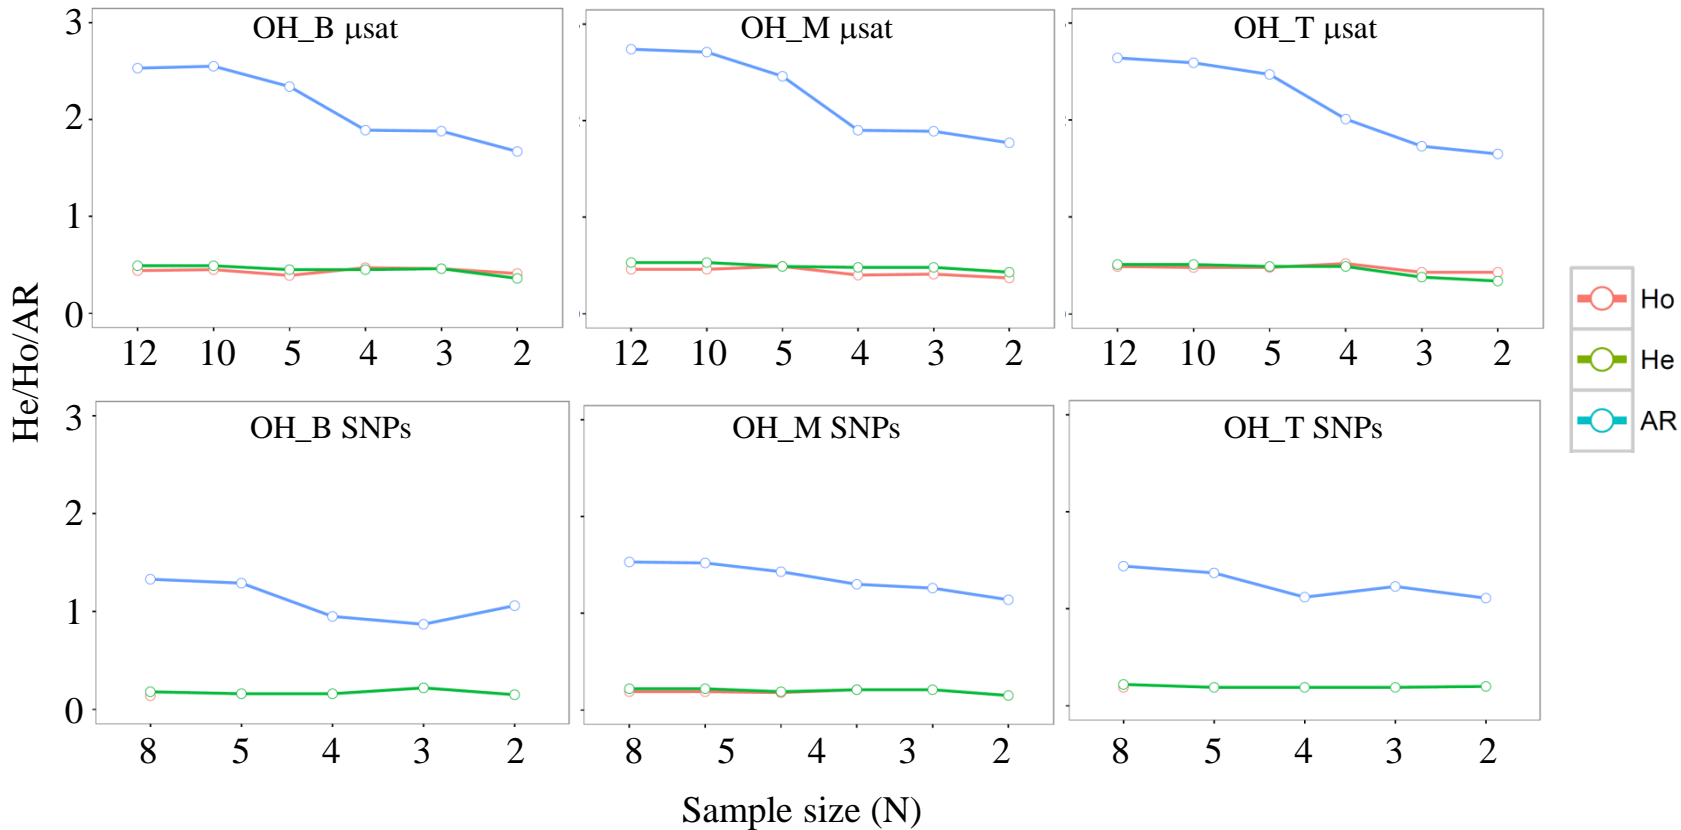 3
2
1
0
OH_B μsat
OH_M μsat
OH_T μsat
12 10 5 4 3 2
12 10 5 4 3 2
12 10 5 4 3 2
He/Ho/AR
3
2
1
0
OH_B SNPs
OH_M SNPs
OH_T SNPs
8 5 4 3 2
8 5 4 3 2
8 5 4 3 2
Sample size (N)
Ho
He
AR